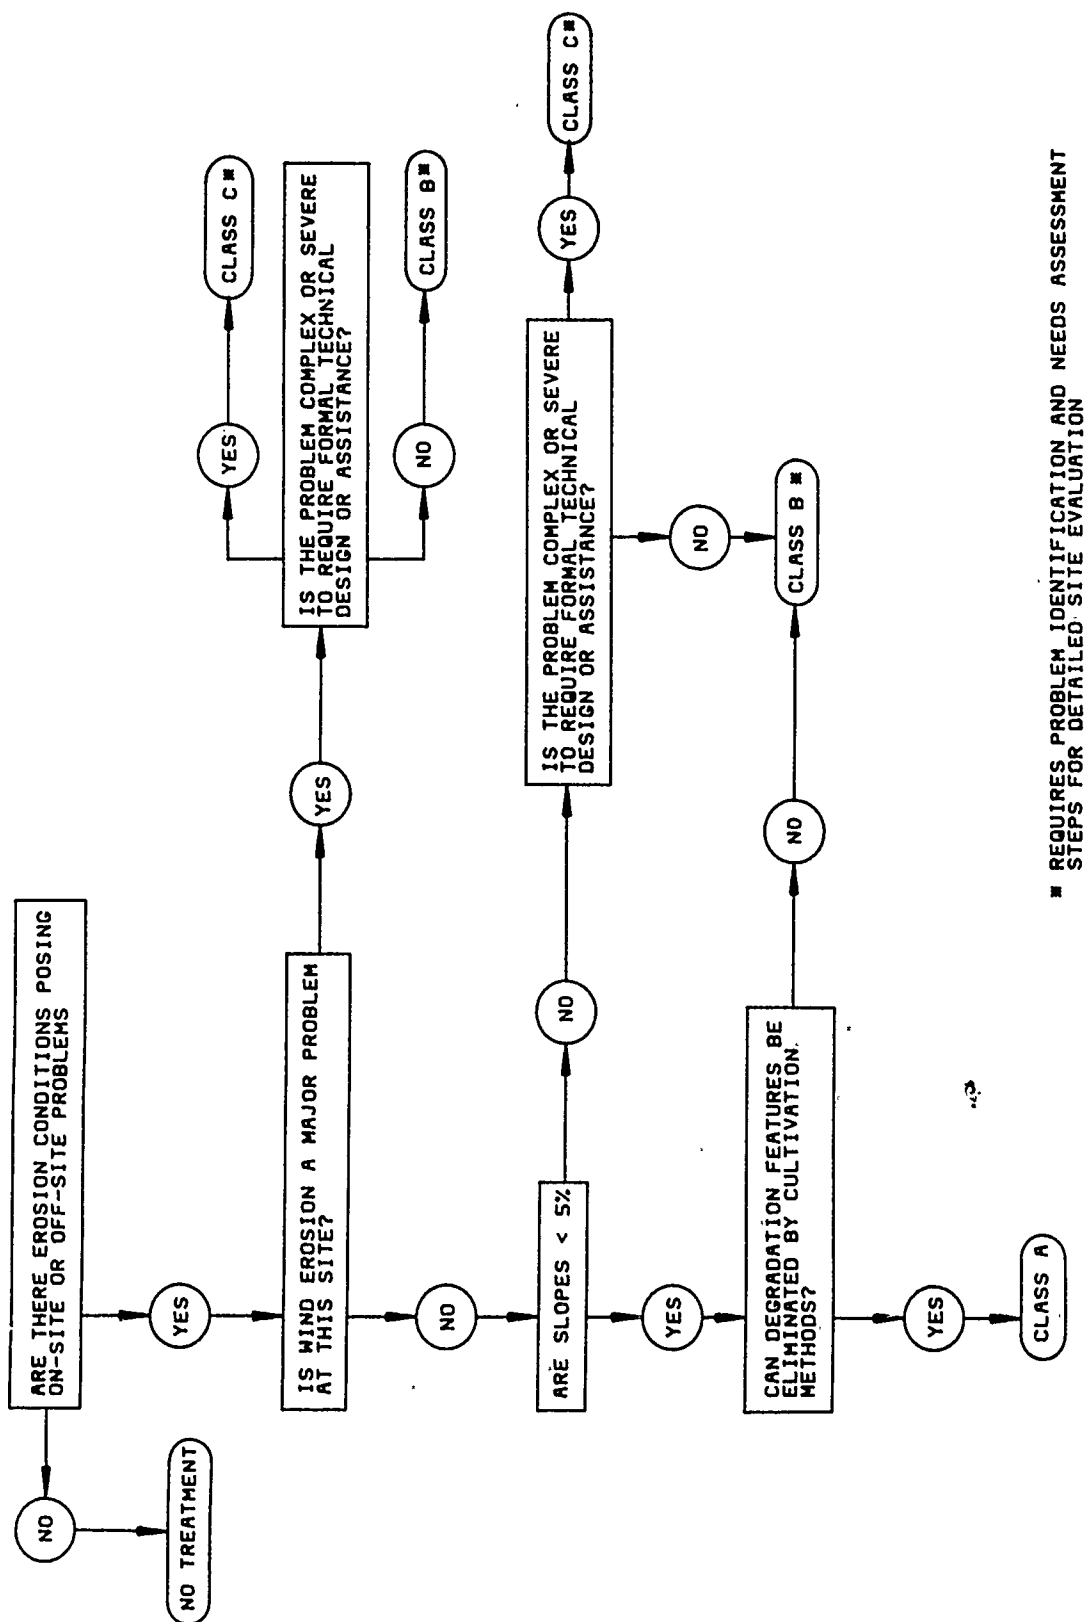 ARE THERE EROSION CONDITIONS POSING
ON-SITE OR OFF-SITE PROBLEMS
NO
NO TREATMENT
YES
IS WIND EROSION A MAJOR PROBLEM
AT THIS SITE?
YES
IS THE PROBLEM COMPLEX OR SEVERE
TO REQUIRE FORMAL TECHNICAL
DESIGN OR ASSISTANCE?
YES
CLASS C*
NO
CLASS B*
NO
ARE SLOPES < 5%
NO
IS THE PROBLEM COMPLEX OR SEVERE
TO REQUIRE FORMAL TECHNICAL
DESIGN OR ASSISTANCE?
YES
CLASS C*
NO
CLASS B *
YES
CAN DEGRADATION FEATURES BE
ELIMINATED BY CULTIVATION.
METHODS?
NO
YES
CLASS A
* REQUIRES PROBLEM IDENTIFICATION AND NEEDS ASSESSMENT
STEPS FOR DETAILED SITE EVALUATION